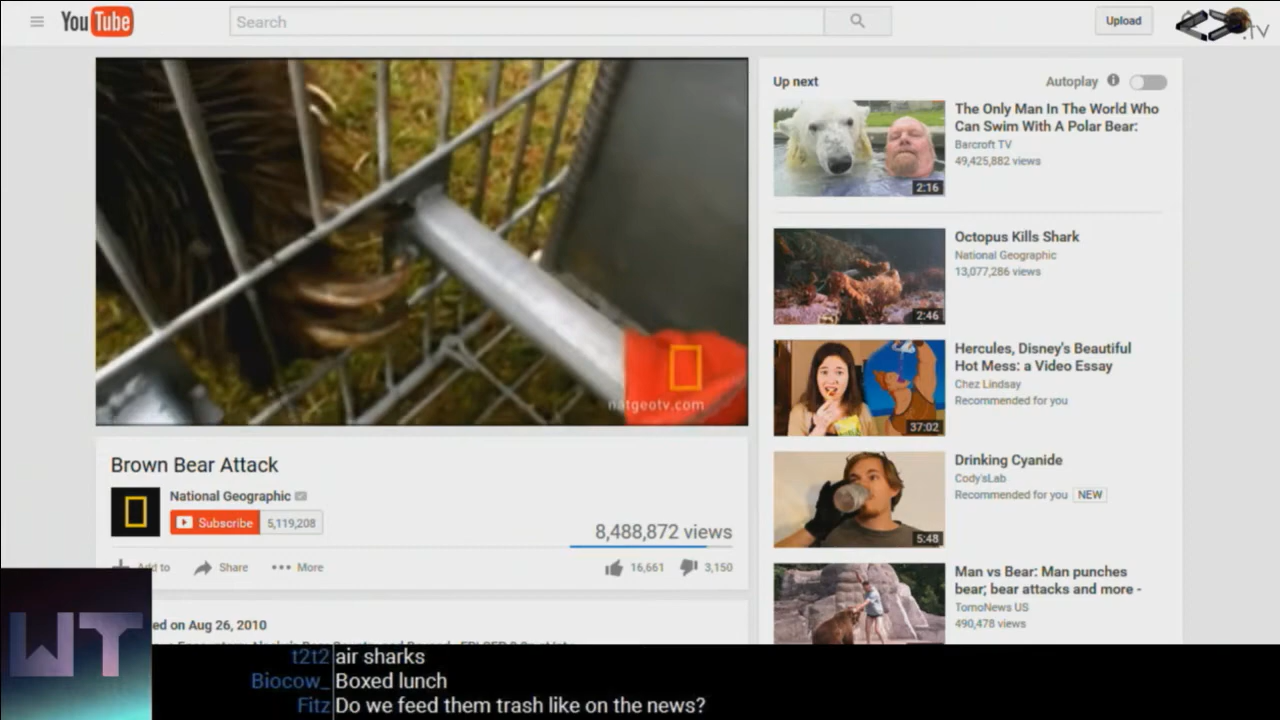 YouTube
Search
Upload
.TV
natgeotv.com
Brown Bear Attack
National Geographic
Subscribe 5,119,208
8,488,872 views
Add to Share More
16,661 3,150
ed on Aug 26, 2010
Up next
Autoplay
The Only Man In The World Who
Can Swim With A Polar Bear:
Barcroft TV
49,425,882 views
2:16
Octopus Kills Shark
National Geographic
13,077,286 views
2:46
Hercules, Disney's Beautiful
Hot Mess: a Video Essay
Chez Lindsay
Recommended for you
37:02
Drinking Cyanide
Cody'sLab
Recommended for you NEW
5:48
Man vs Bear: Man punches
bear; bear attacks and more -
TomoNews US
490,478 views
WT
t2t2 air sharks
Biocow_ Boxed lunch
Fitz Do we feed them trash like on the news?